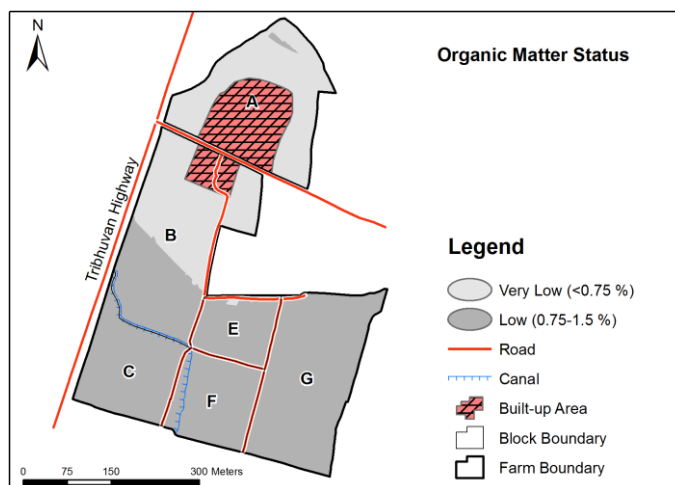 N
Organic Matter Status
A
Tribhuvan Highway
B
E
C
F
G
Legend
Very Low (<0.75 %)
Low (0.75-1.5 %)
Road
Canal
Built-up Area
Block Boundary
Farm Boundary
0 75 150 300 Meters